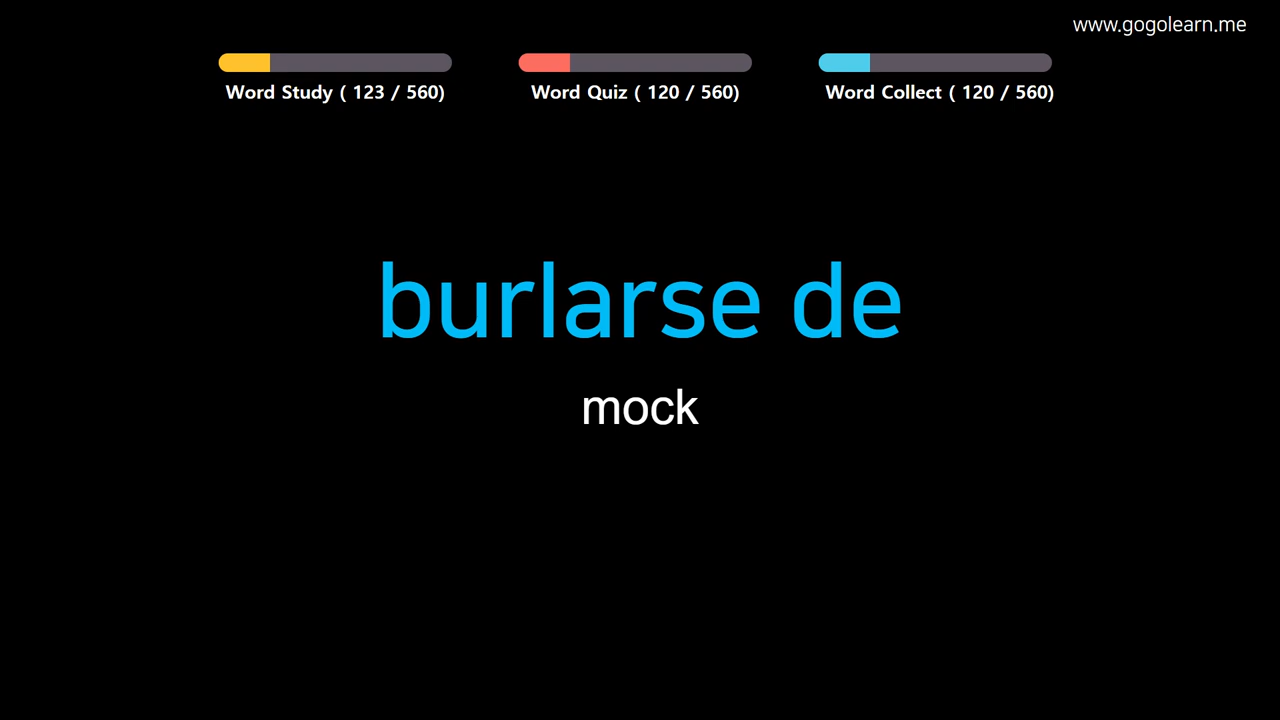 www.gogolearn.me
Word Study ( 123 / 560)
Word Quiz ( 120 / 560)
Word Collect ( 120 / 560)
burlarse de
mock